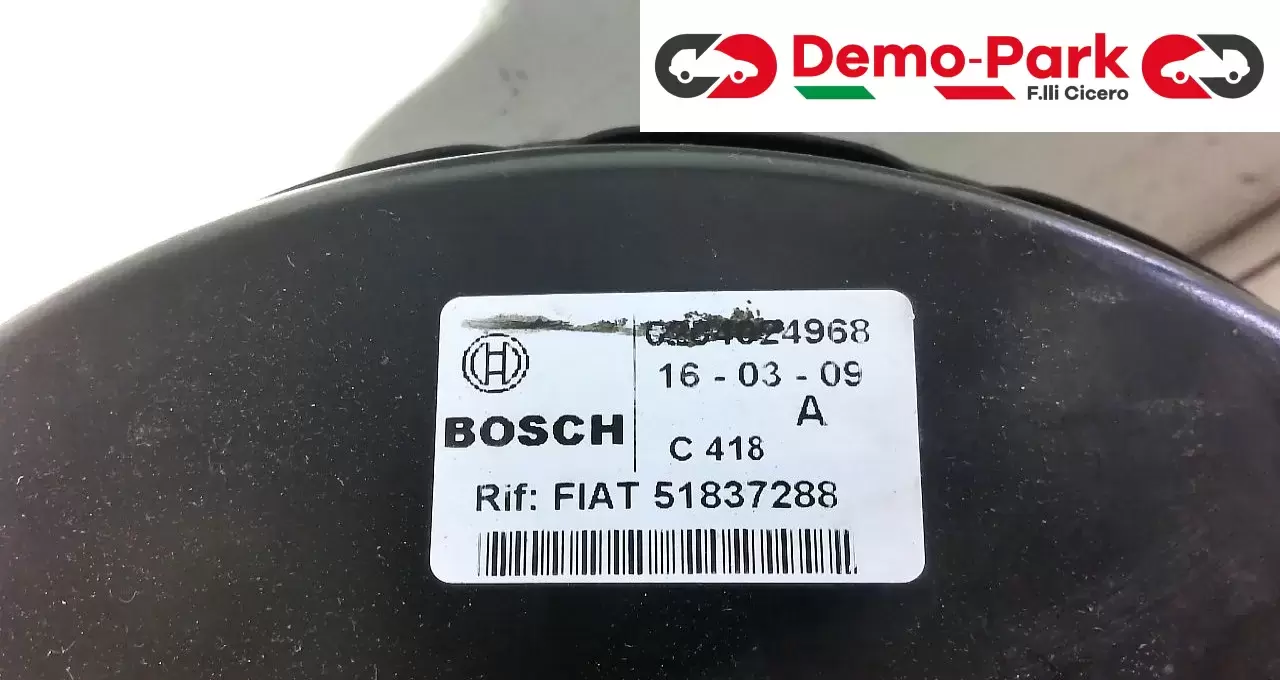 Demo-Park
F.lli Cicero
16 - 03 - 09
A
BOSCH
C 418
Rif: FIAT 51837288